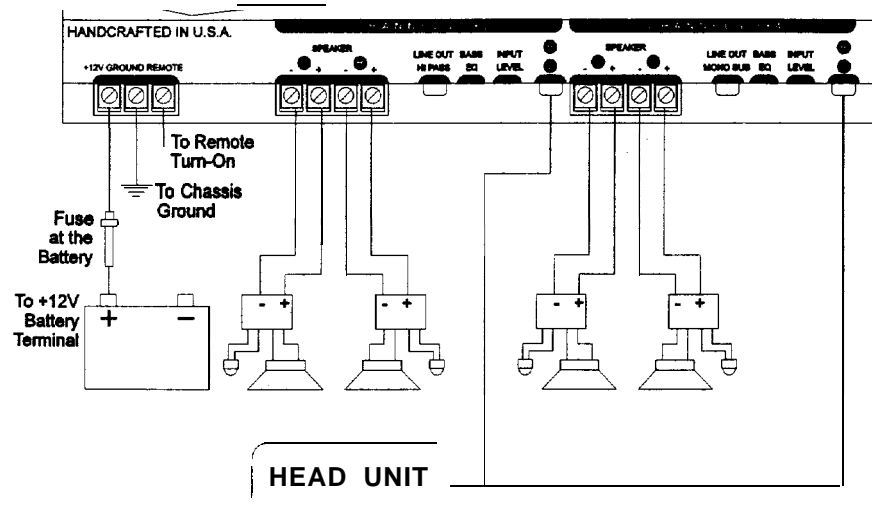 HANDCRAFTED IN U.S.A.
SPEAKER
LINE OUT BASS INPUT
HI PASS EQ LEVEL
- + - +
SPEAKER
LINE OUT BASS INPUT
MONO SUB EQ LEVEL
- + - +
+12V GROUND REMOTE
To Remote
Turn-On
To Chassis
Ground
Fuse
at the
Battery
To +12V
Battery
Terminal
+ −
- +
- +
- +
- +
HEAD UNIT